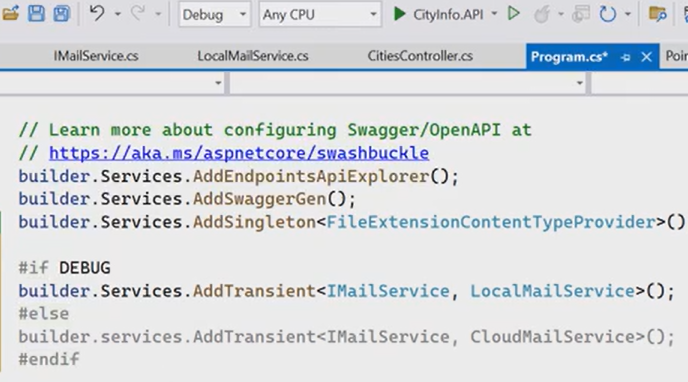 Debug
Any CPU
CityInfo.API
IMailService.cs
LocalMailService.cs
CitiesController.cs
Program.cs*
Poin
// Learn more about configuring Swagger/OpenAPI at
// https://aka.ms/aspnetcore/swashbuckle
builder.Services.AddEndpointsApiExplorer();
builder.Services.AddSwaggerGen();
builder.Services.AddSingleton<FileExtensionContentTypeProvider>()
#if DEBUG
builder.Services.AddTransient<IMailService, LocalMailService>();
#else
builder.services.AddTransient<IMailService, CloudMailService>();
#endif